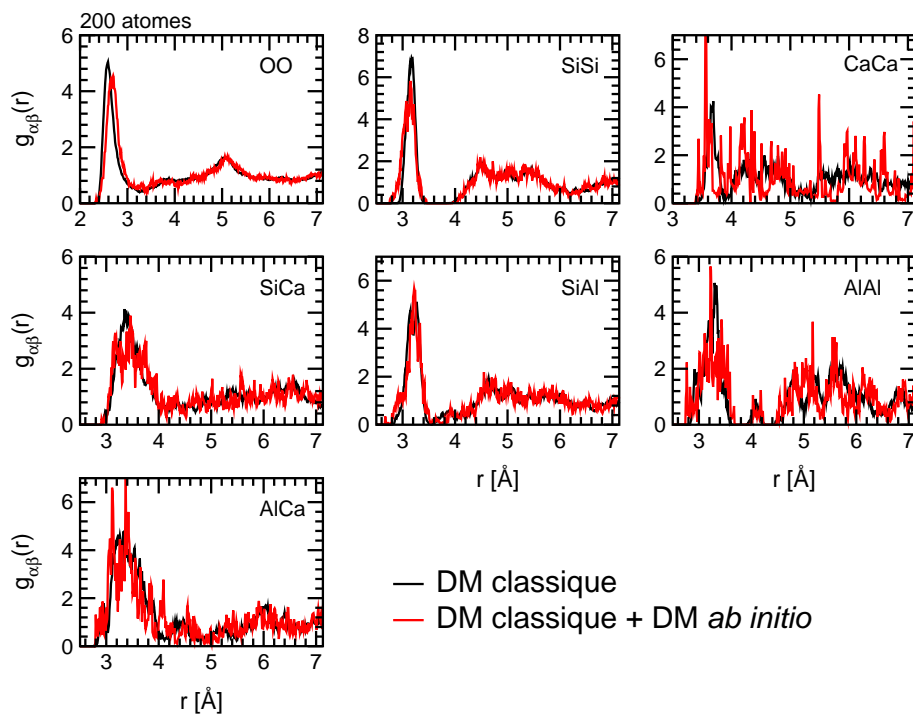 200 atomes
6
4
2
0
2 3 4 5 6 7
g_αβ(r)
OO
8
6
4
2
0
3 4 5 6 7
SiSi
6
4
2
0
3 4 5 6 7
CaCa
6
4
2
0
3 4 5 6 7
g_αβ(r)
SiCa
6
4
2
0
3 4 5 6 7
r [Å]
SiAl
6
4
2
0
3 4 5 6 7
r [Å]
AlAl
6
4
2
0
3 4 5 6 7
r [Å]
g_αβ(r)
AlCa
DM classique
DM classique + DM ab initio